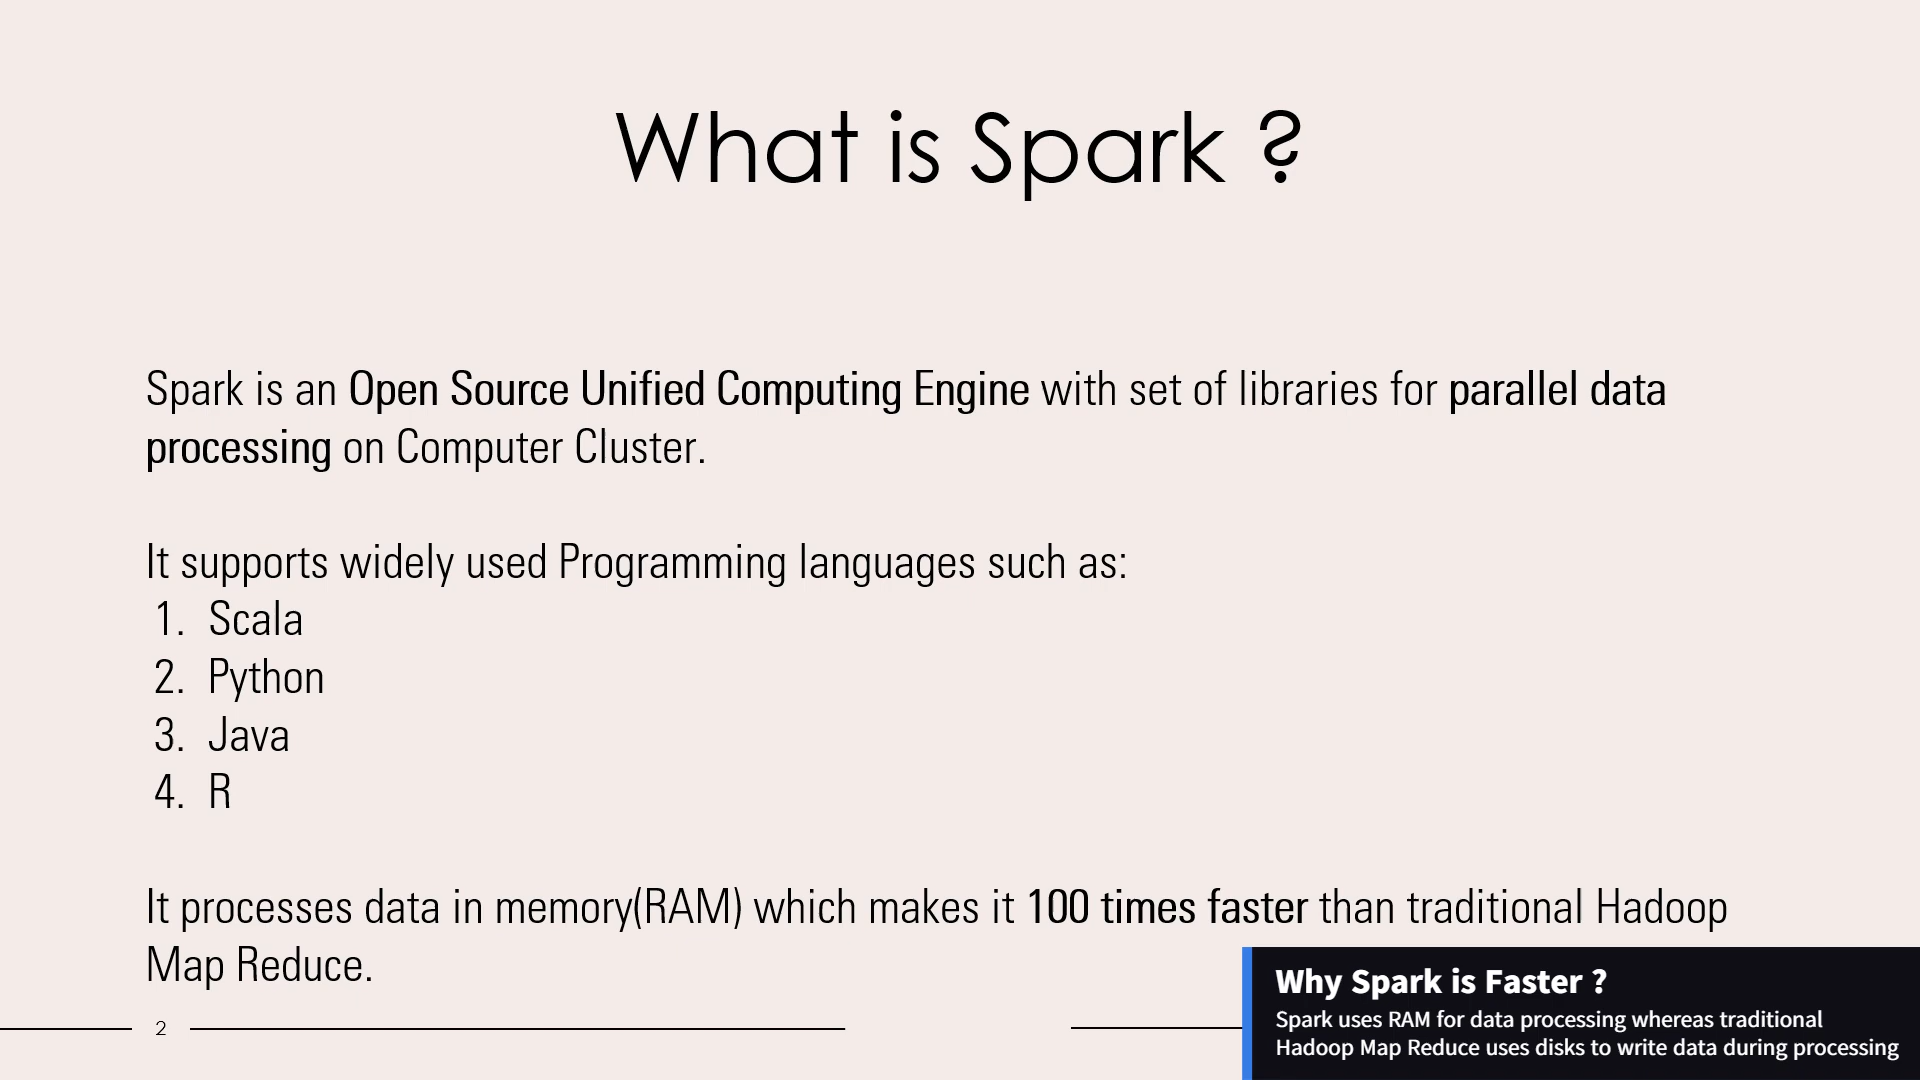 What is Spark ?
Spark is an Open Source Unified Computing Engine with set of libraries for parallel data
processing on Computer Cluster.
It supports widely used Programming languages such as:
1. Scala
2. Python
3. Java
4. R
It processes data in memory(RAM) which makes it 100 times faster than traditional Hadoop
Map Reduce.
2
Why Spark is Faster ?
Spark uses RAM for data processing whereas traditional
Hadoop Map Reduce uses disks to write data during processing